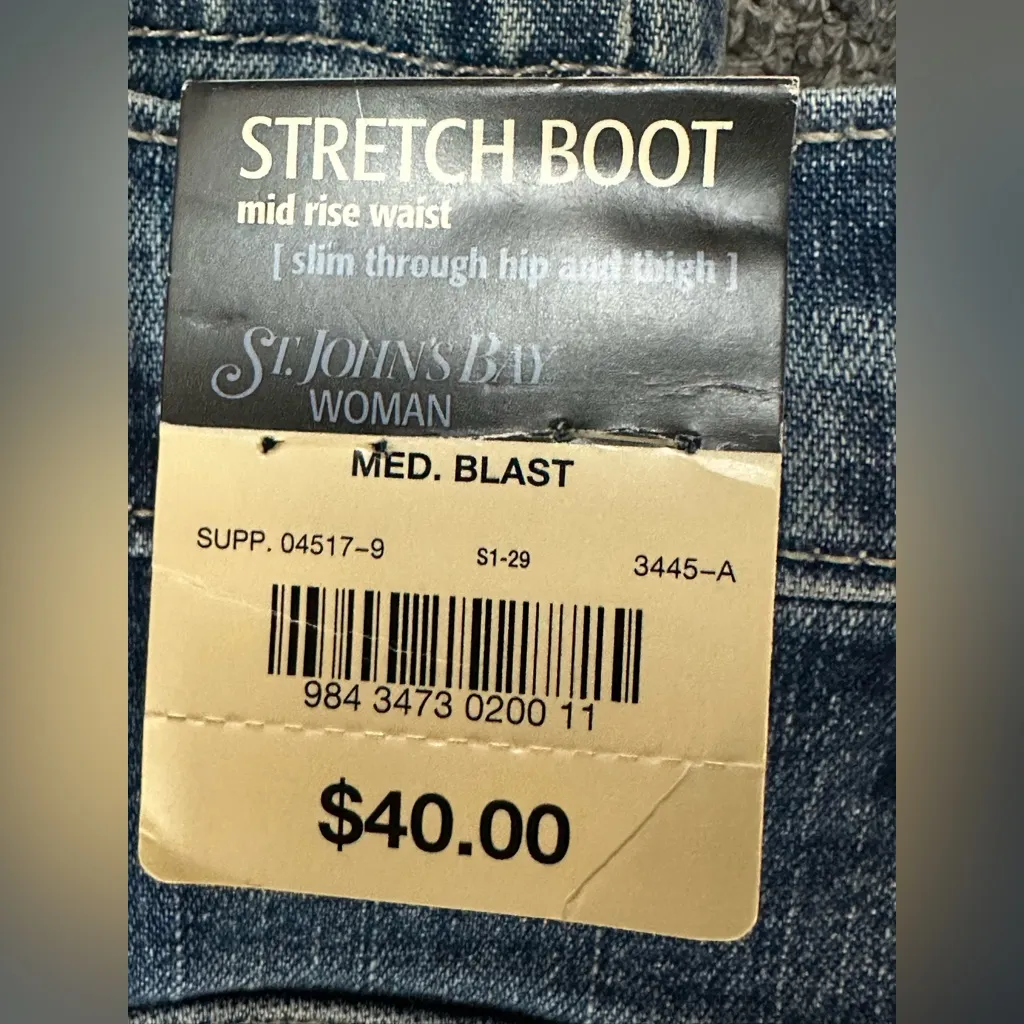 STRETCH BOOT
mid rise waist
[ slim through hip and thigh ]
ST. JOHN'S BAY
WOMAN
MED. BLAST
SUPP. 04517-9 S1-29 3445-A
984 3473 0200 11
$40.00